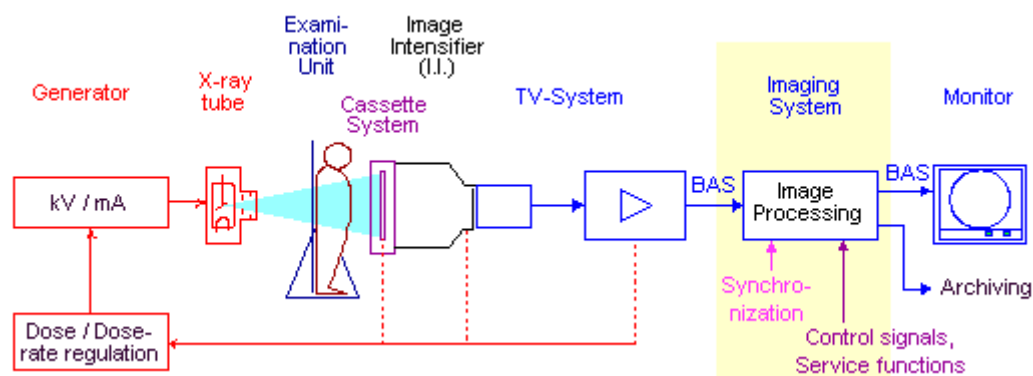 Generator
X-ray
tube
Exami-
nation
Unit
Image
Intensifier
(I.I.)
Cassette
System
TV-System
Imaging
System
Monitor
kV / mA
BAS
Image
Processing
BAS
Synchro-
nization
Archiving
Control signals,
Service functions
Dose / Dose-
rate regulation